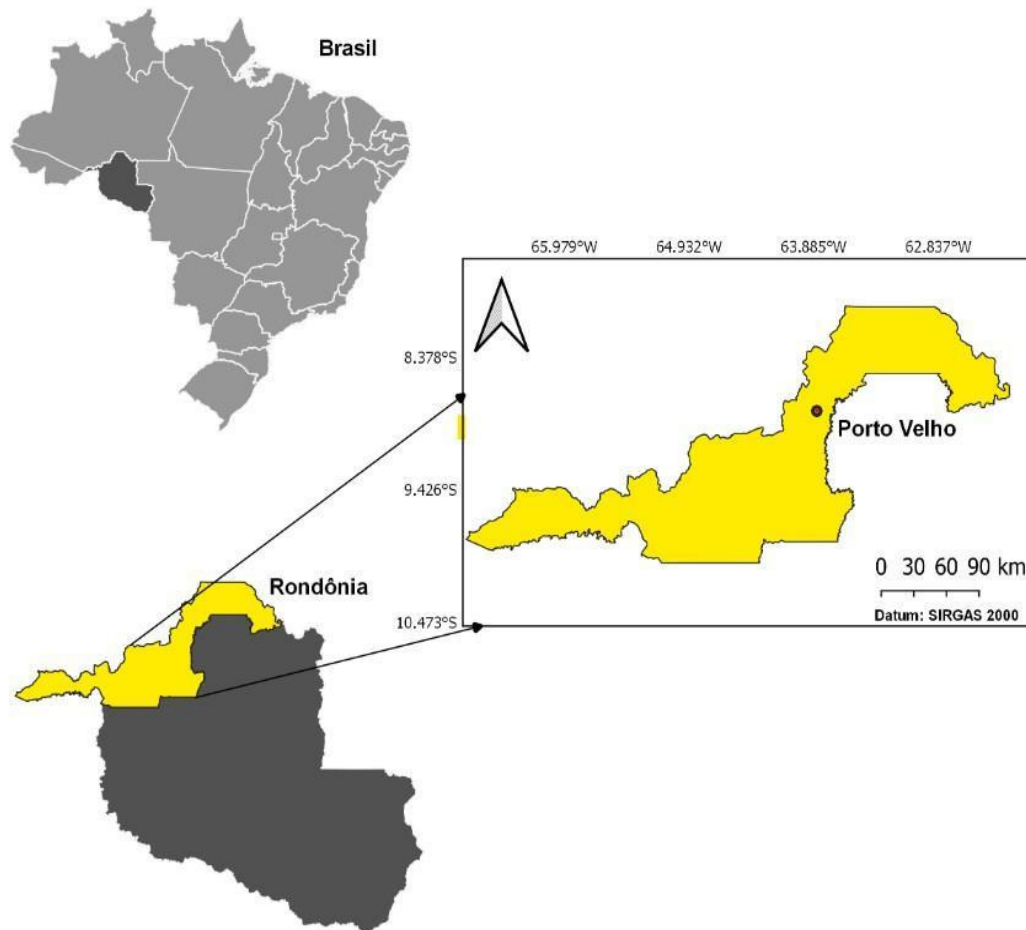 Brasil
65.979°W 64.932°W 63.885°W 62.837°W
8.378°S
Porto Velho
9.426°S
0 30 60 90 km
Rondônia
Datum: SIRGAS 2000
10.473°S